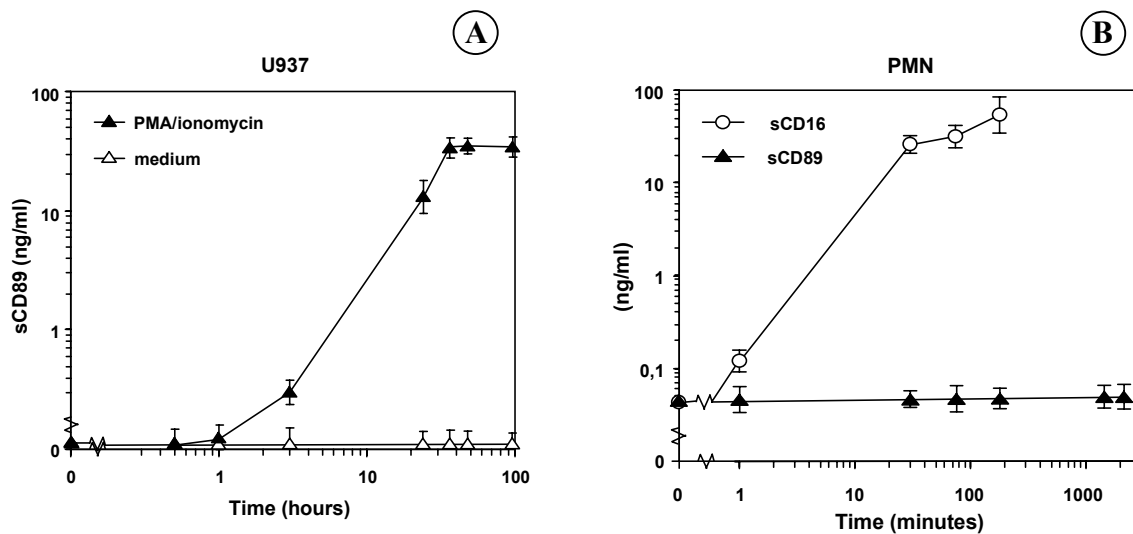 A
U937
100
10
1
0
sCD89 (ng/ml)
PMA/ionomycin
medium
0
1
10
100
Time (hours)
B
PMN
100
10
1
0,1
0
(ng/ml)
sCD16
sCD89
0
1
10
100
1000
Time (minutes)